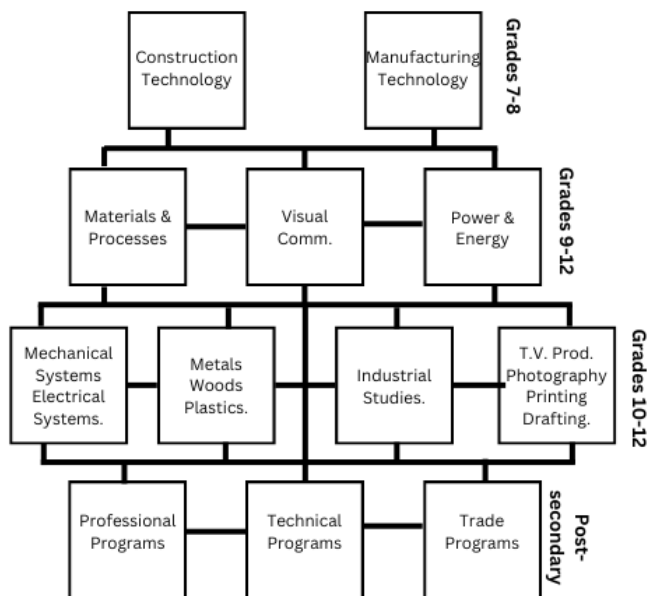 Construction
Technology
Manufacturing
Technology
Grades 7-8
Materials &
Processes
Visual
Comm.
Power &
Energy
Grades 9-12
Mechanical
Systems
Electrical
Systems.
Metals
Woods
Plastics.
Industrial
Studies.
T.V. Prod.
Photography
Printing
Drafting.
Grades 10-12
Professional
Programs
Technical
Programs
Trade
Programs
Post-
secondary